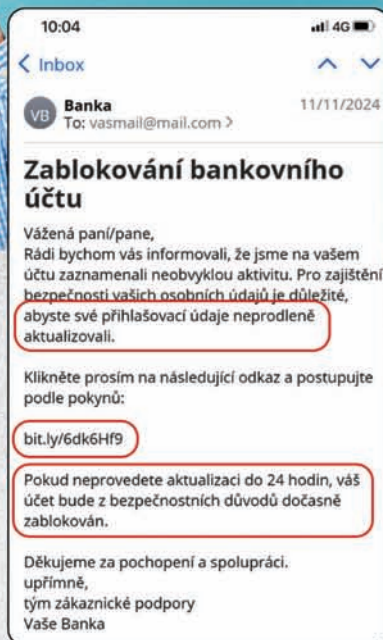 10:04
4G
Inbox
VB
Banka
11/11/2024
To: vasmail@mail.com >
Zablokování bankovního
účtu
Vážená paní/pane,
Rádi bychom vás informovali, že jsme na vašem
účtu zaznamenali neobvyklou aktivitu. Pro zajištění
bezpečnosti vašich osobních údajů je důležité,
abyste své přihlašovací údaje neprodleně
aktualizovali.
Klikněte prosím na následující odkaz a postupujte
podle pokynů:
bit.ly/6dk6Hf9
Pokud neprovedete aktualizaci do 24 hodin, váš
účet bude z bezpečnostních důvodů dočasně
zablokován.
Děkujeme za pochopení a spolupráci.
upřímně,
tým zákaznické podpory
Vaše Banka